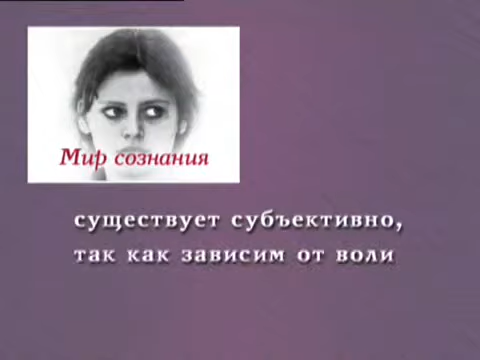 Мир сознания
существует субъективно,
так как зависим от воли